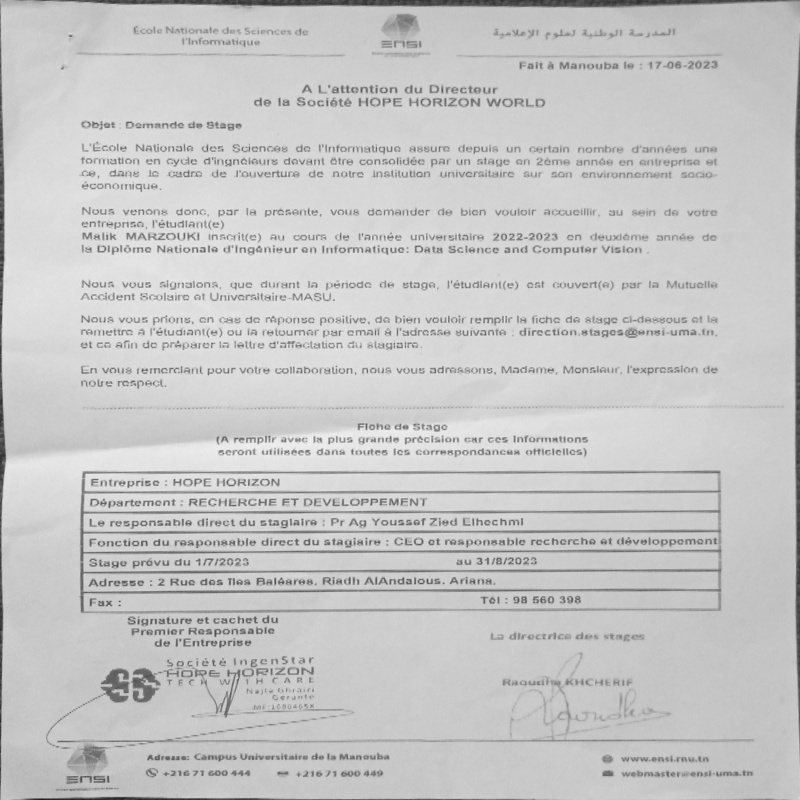 École Nationale des Sciences de
l'Informatique
ENSI
المدرسة الوطنية لعلوم الإعلامية
Fait à Manouba le : 17-06-2023
A L'attention du Directeur
de la Société HOPE HORIZON WORLD
Objet : Demande de Stage
L'École Nationale des Sciences de l'Informatique assure depuis un certain nombre d'années une
formation en cycle d'ingnéieurs devant être consolidée par un stage en 2ème année en entreprise et
ce, dans le cadre de l'ouverture de notre institution universitaire sur son environnement socio-
économique.
Nous venons donc, par la présente, vous demander de bien vouloir accueillir, au sein de votre
entreprise, l'étudiant(e)
Malik MARZOUKI inscrit(e) au cours de l'année universitaire 2022-2023 en deuxième année de
la Diplôme Nationale d'Ingénieur en Informatique: Data Science and Computer Vision .
Nous vous signalons, que durant la période de stage, l'étudiant(e) est couvert(e) par la Mutuelle
Accident Scolaire et Universitaire-MASU.
Nous vous prions, en cas de réponse positive, de bien vouloir remplir la fiche de stage ci-dessous et la
remettre à l'étudiant(e) ou la retourner par email à l'adresse suivante : direction.stages@ensi-uma.tn,
et ce afin de préparer la lettre d'affectation du stagiaire.
En vous remerciant pour votre collaboration, nous vous adressons, Madame, Monsieur, l'expression de
notre respect.
Fiche de Stage
(A remplir avec la plus grande précision car ces Informations
seront utilisées dans toutes les correspondances officielles)
Entreprise : HOPE HORIZON
Département : RECHERCHE ET DEVELOPPEMENT
Le responsable direct du stagiaire : Pr Ag Youssef Zied Elhechmi
Fonction du responsable direct du stagiaire : CEO et responsable recherche et développement
Stage prévu du 1/7/2023 au 31/8/2023
Adresse : 2 Rue des Iles Baléares, Riadh AlAndalous, Ariana.
Fax : Tél : 98 560 398
Signature et cachet du
Premier Responsable
de l'Entreprise
La directrice des stages
Société IngenStar
HOPE HORIZON
TECH WITH CARE
Najla Ghrairi
Gérante
Raoudha KHCHERIF
ENSI
Adresse: Campus Universitaire de la Manouba
+216 71 600 444 +216 71 600 449
www.ensi.rnu.tn
webmaster@ensi-uma.tn